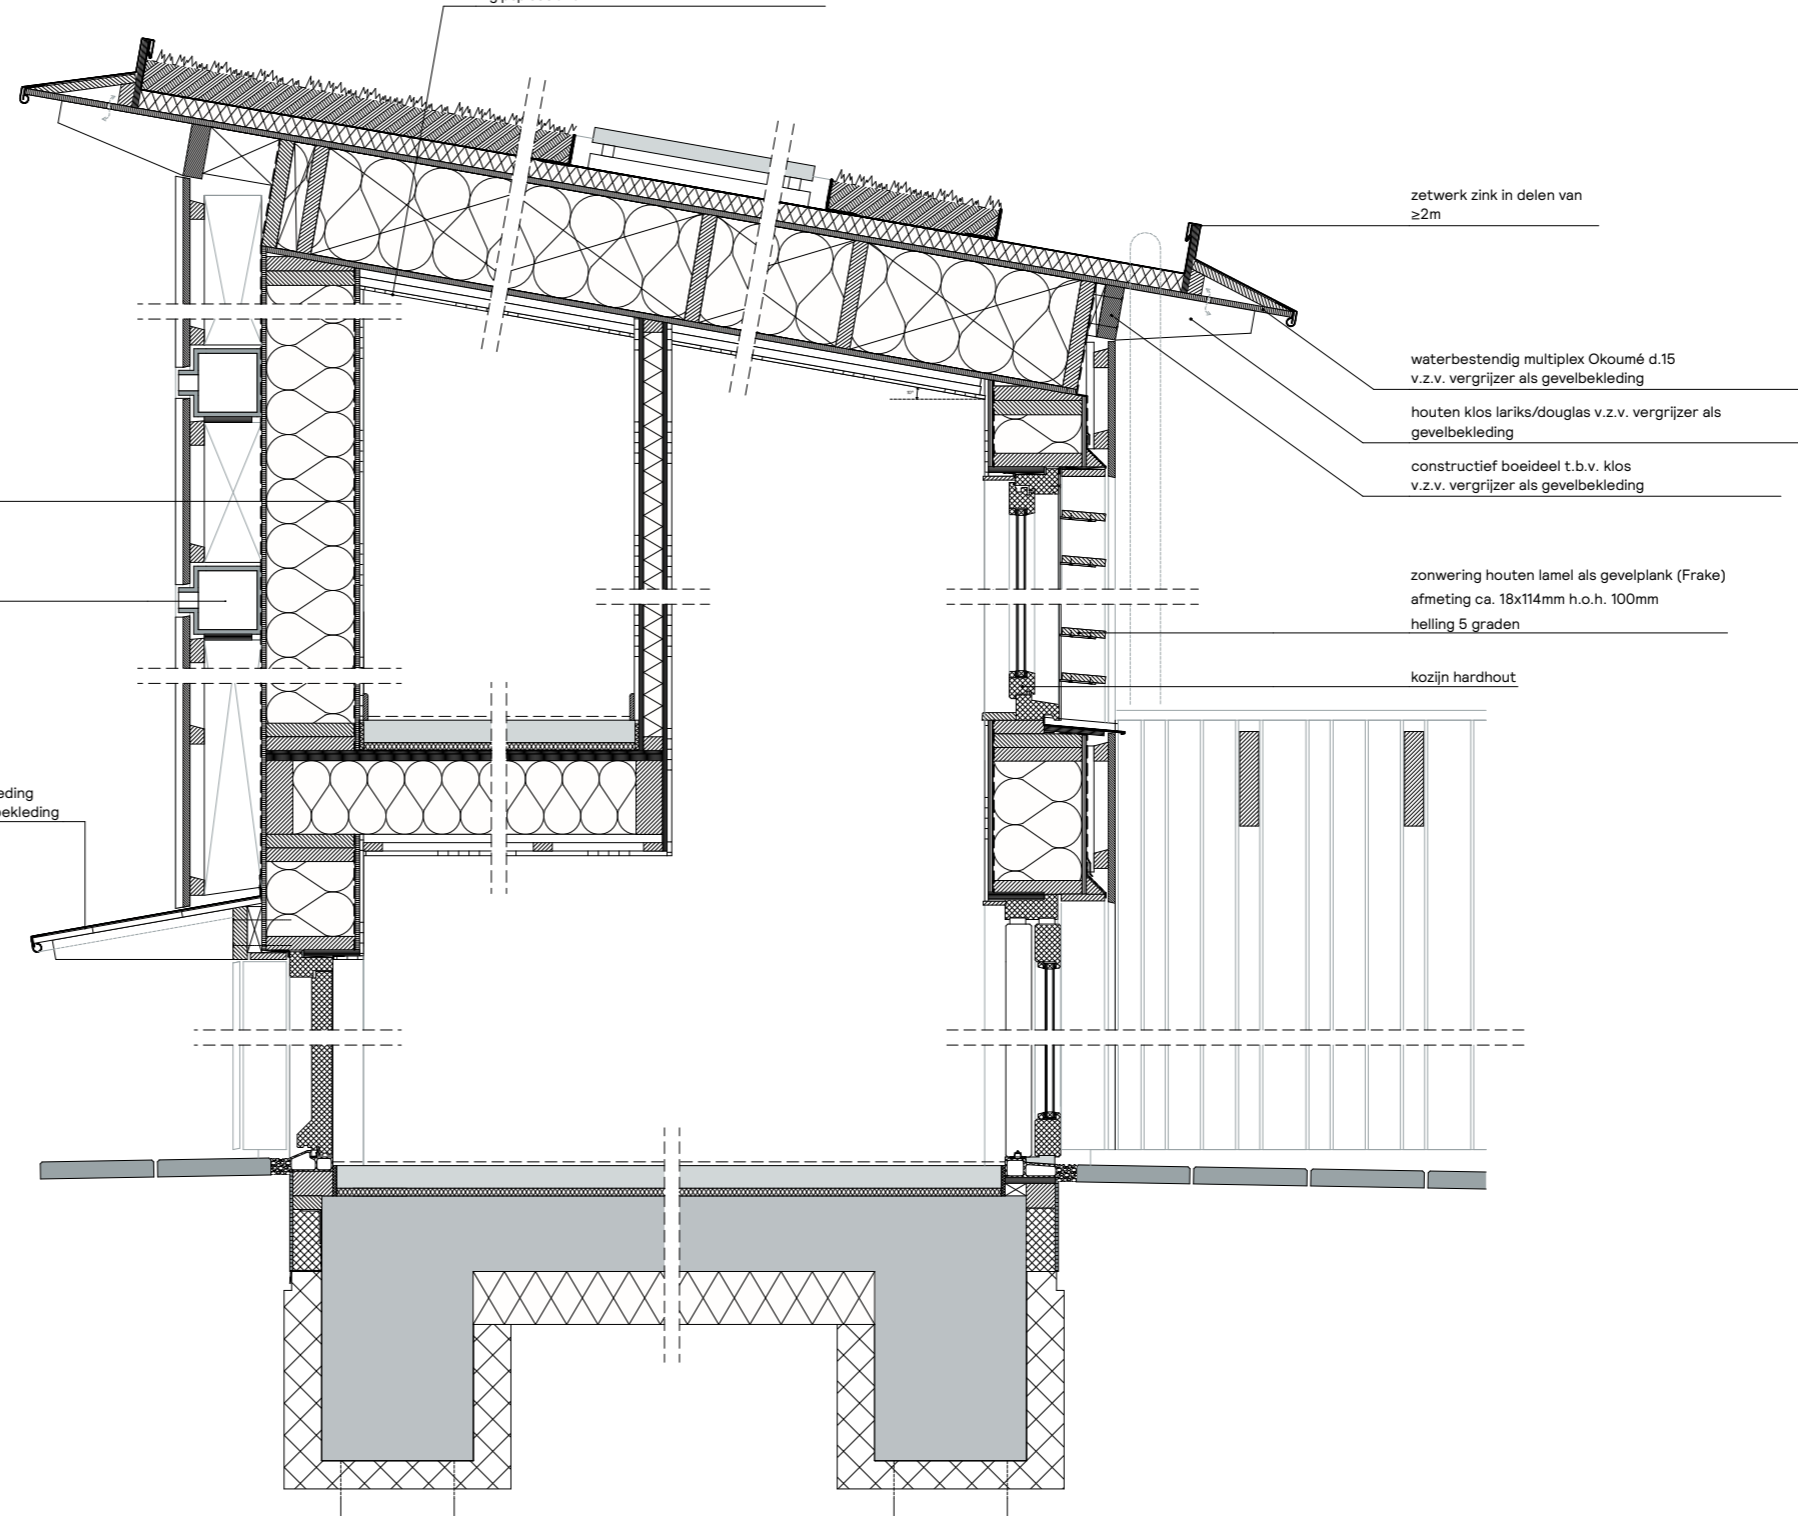 zetwerk zink in delen van
≥2m
waterbestendig multiplex Okoumé d.15
v.z.v. vergrijzer als gevelbekleding
houten klos lariks/douglas v.z.v. vergrijzer als
gevelbekleding
constructief boeideel t.b.v. klos
v.z.v. vergrijzer als gevelbekleding
zonwering houten lamel als gevelplank (Frake)
afmeting ca. 18x114mm h.o.h. 100mm
helling 5 graden
kozijn hardhout
eding
ekleding